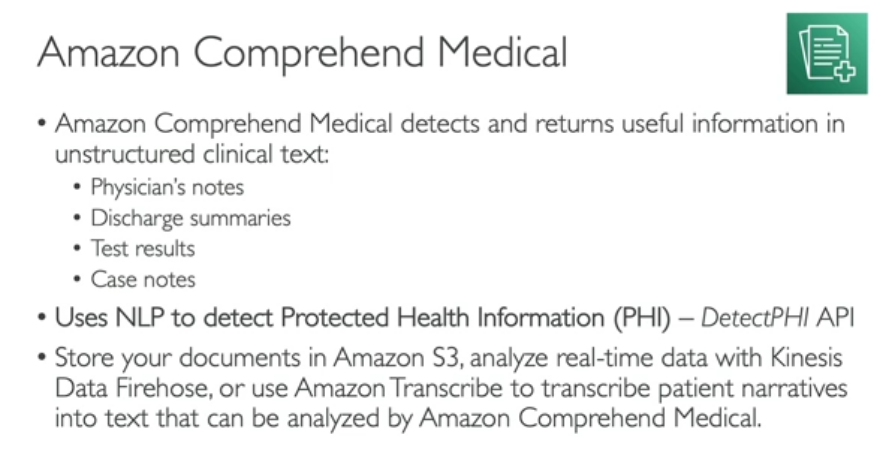 Amazon Comprehend Medical
• Amazon Comprehend Medical detects and returns useful information in
unstructured clinical text:
• Physician's notes
• Discharge summaries
• Test results
• Case notes
• Uses NLP to detect Protected Health Information (PHI) – DetectPHI API
• Store your documents in Amazon S3, analyze real-time data with Kinesis
Data Firehose, or use Amazon Transcribe to transcribe patient narratives
into text that can be analyzed by Amazon Comprehend Medical.